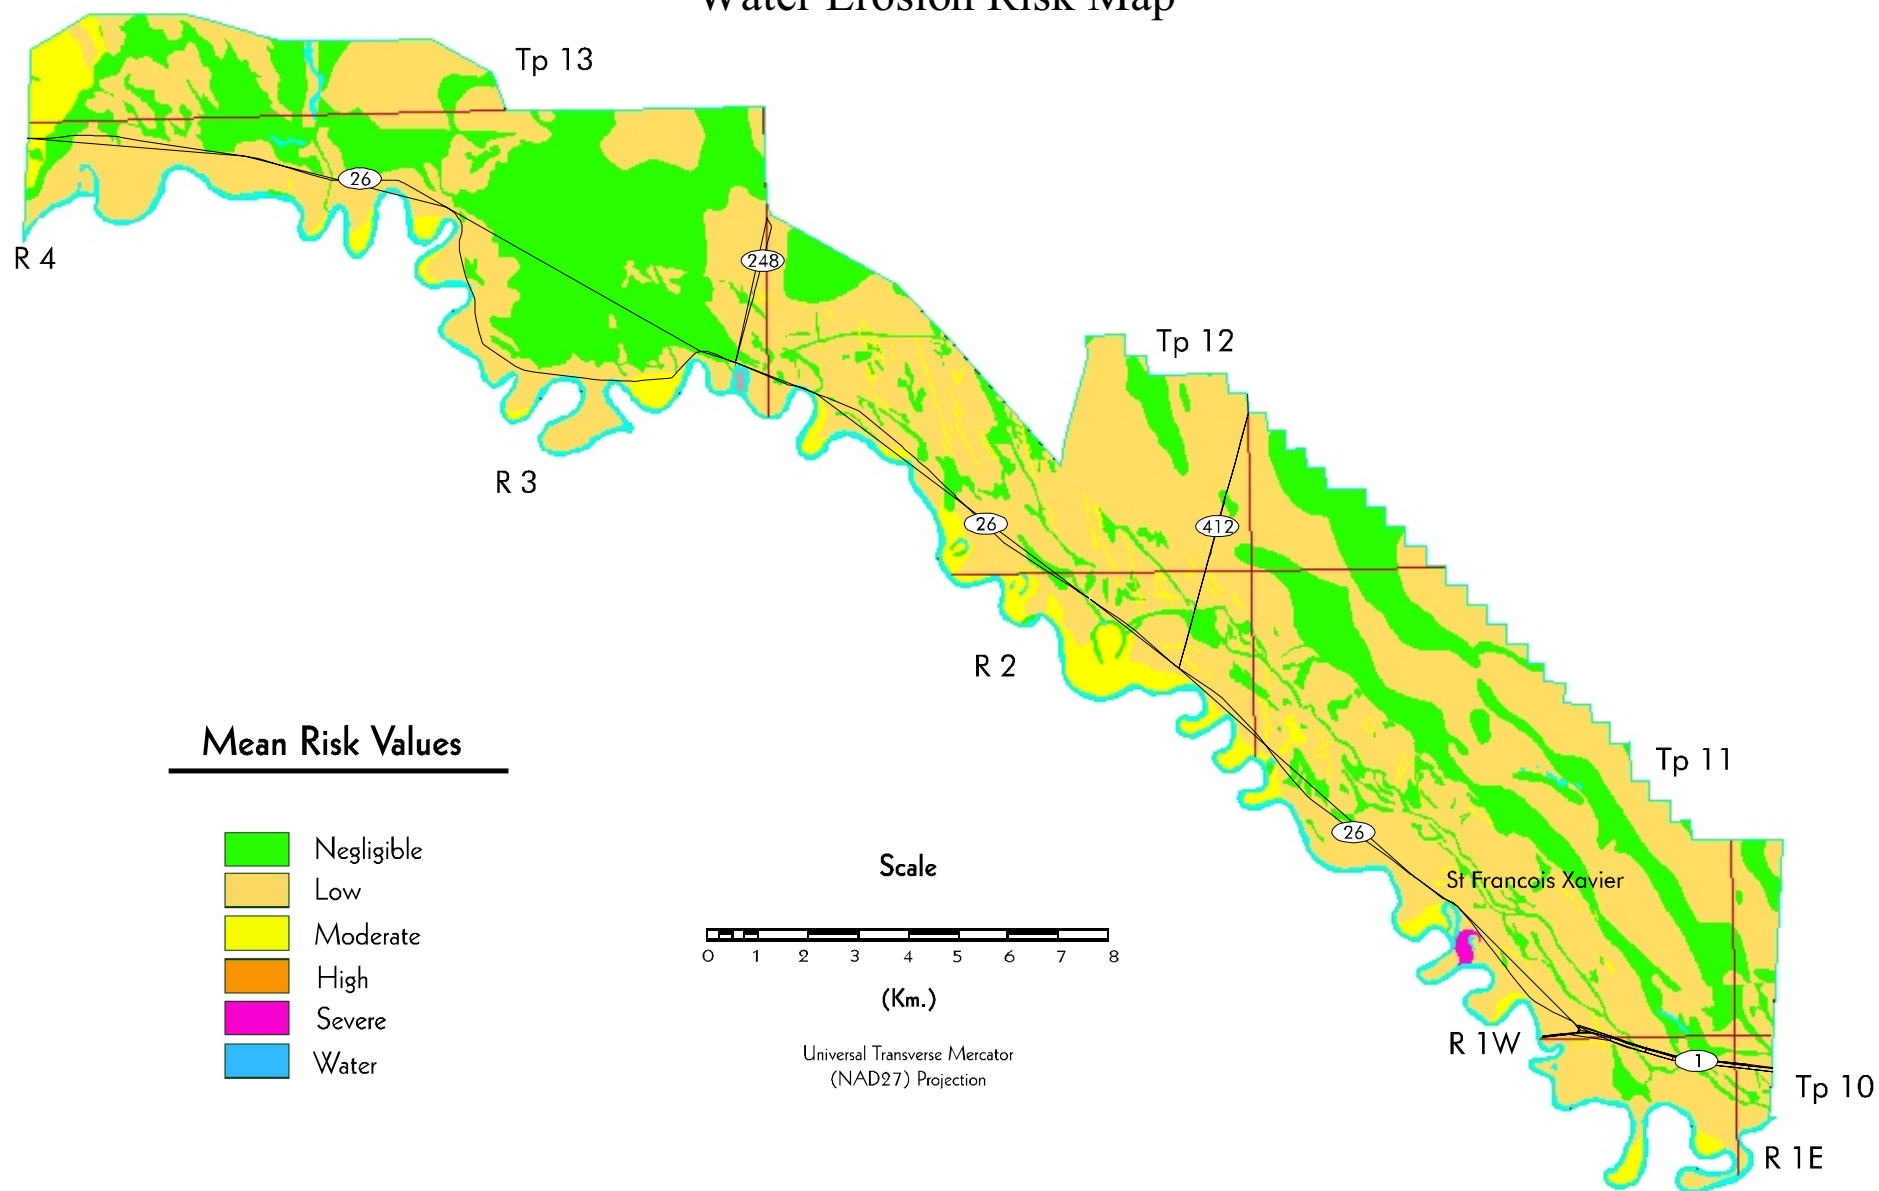 Water Erosion Risk Map
Tp 13
26
R 4
248
Tp 12
R 3
26
412
R 2
Mean Risk Values
Tp 11
Negligible
Low
Moderate
High
Severe
Water
Scale
0 1 2 3 4 5 6 7 8
(Km.)
Universal Transverse Mercator
(NAD27) Projection
26
St Francois Xavier
R 1W
1
Tp 10
R 1E